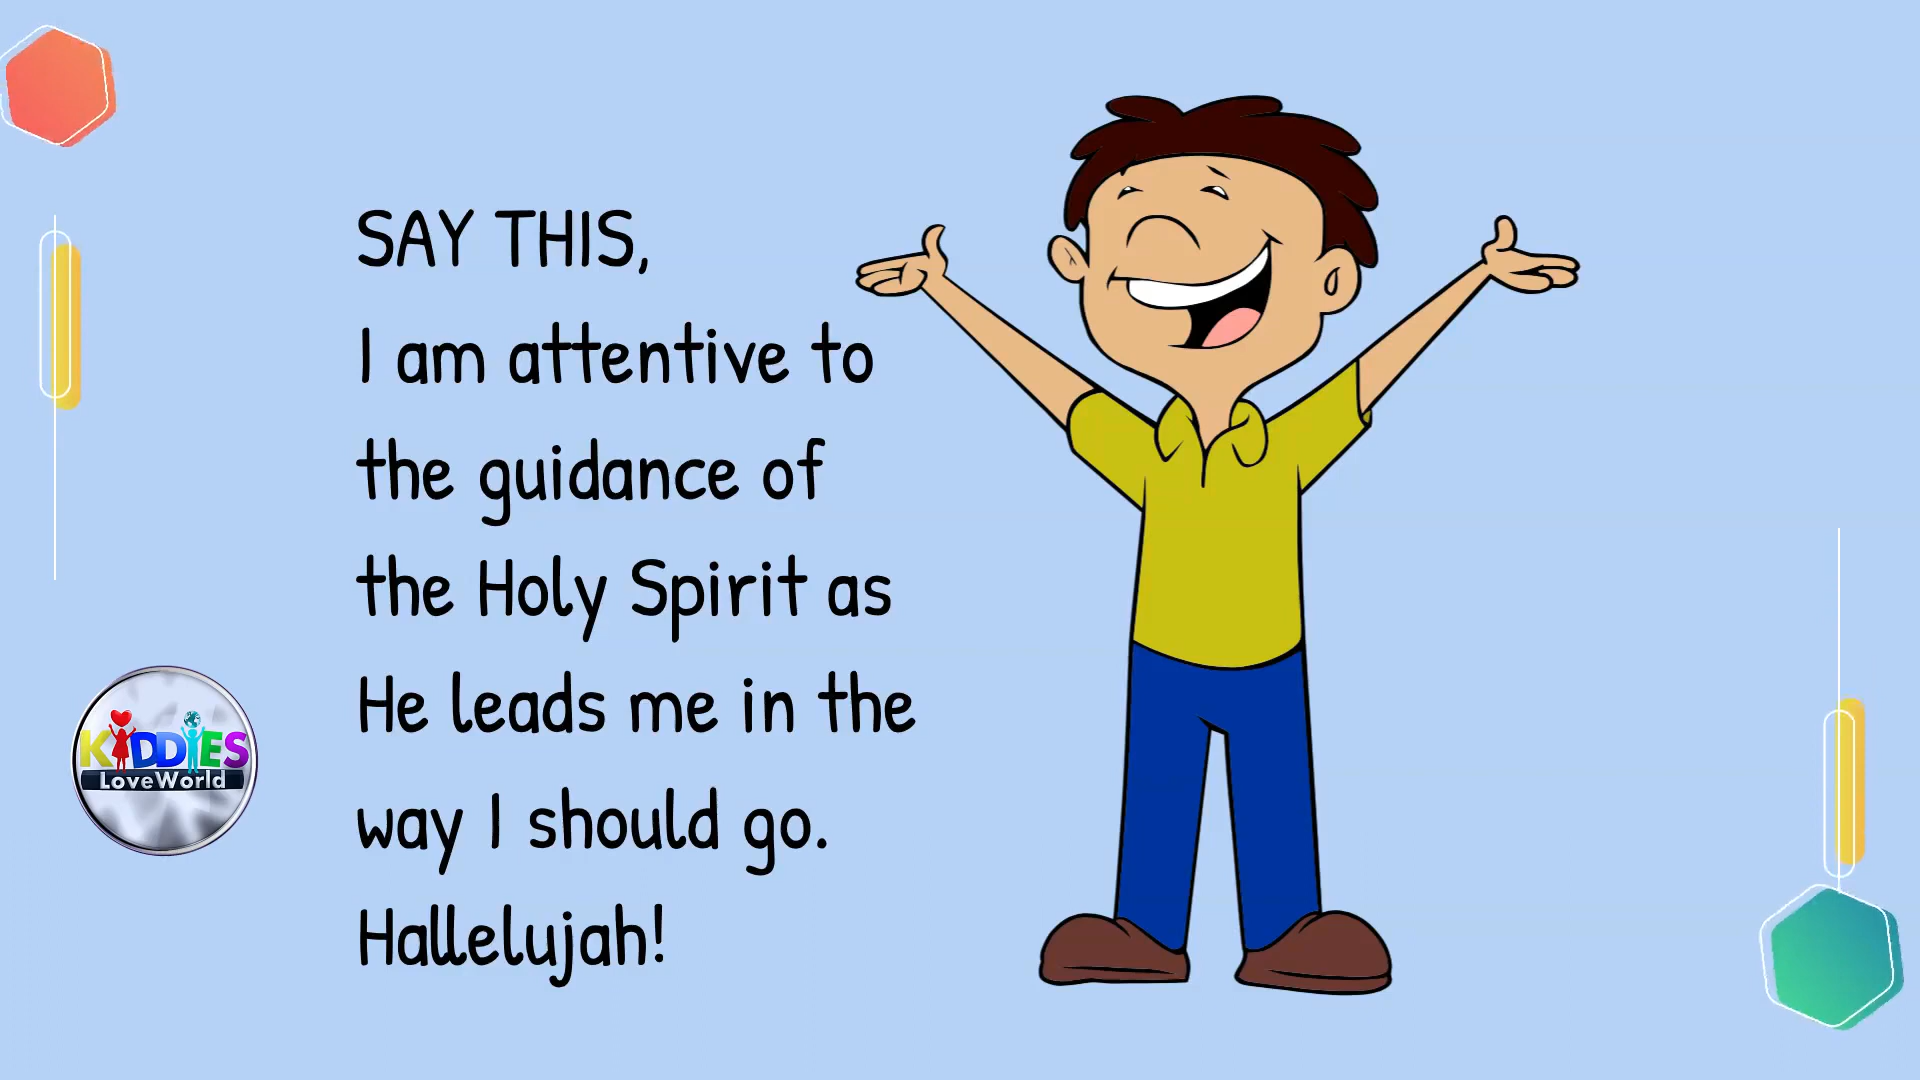 SAY THIS,
I am attentive to
the guidance of
the Holy Spirit as
He leads me in the
way I should go.
Hallelujah!
KIDDIES
LoveWorld